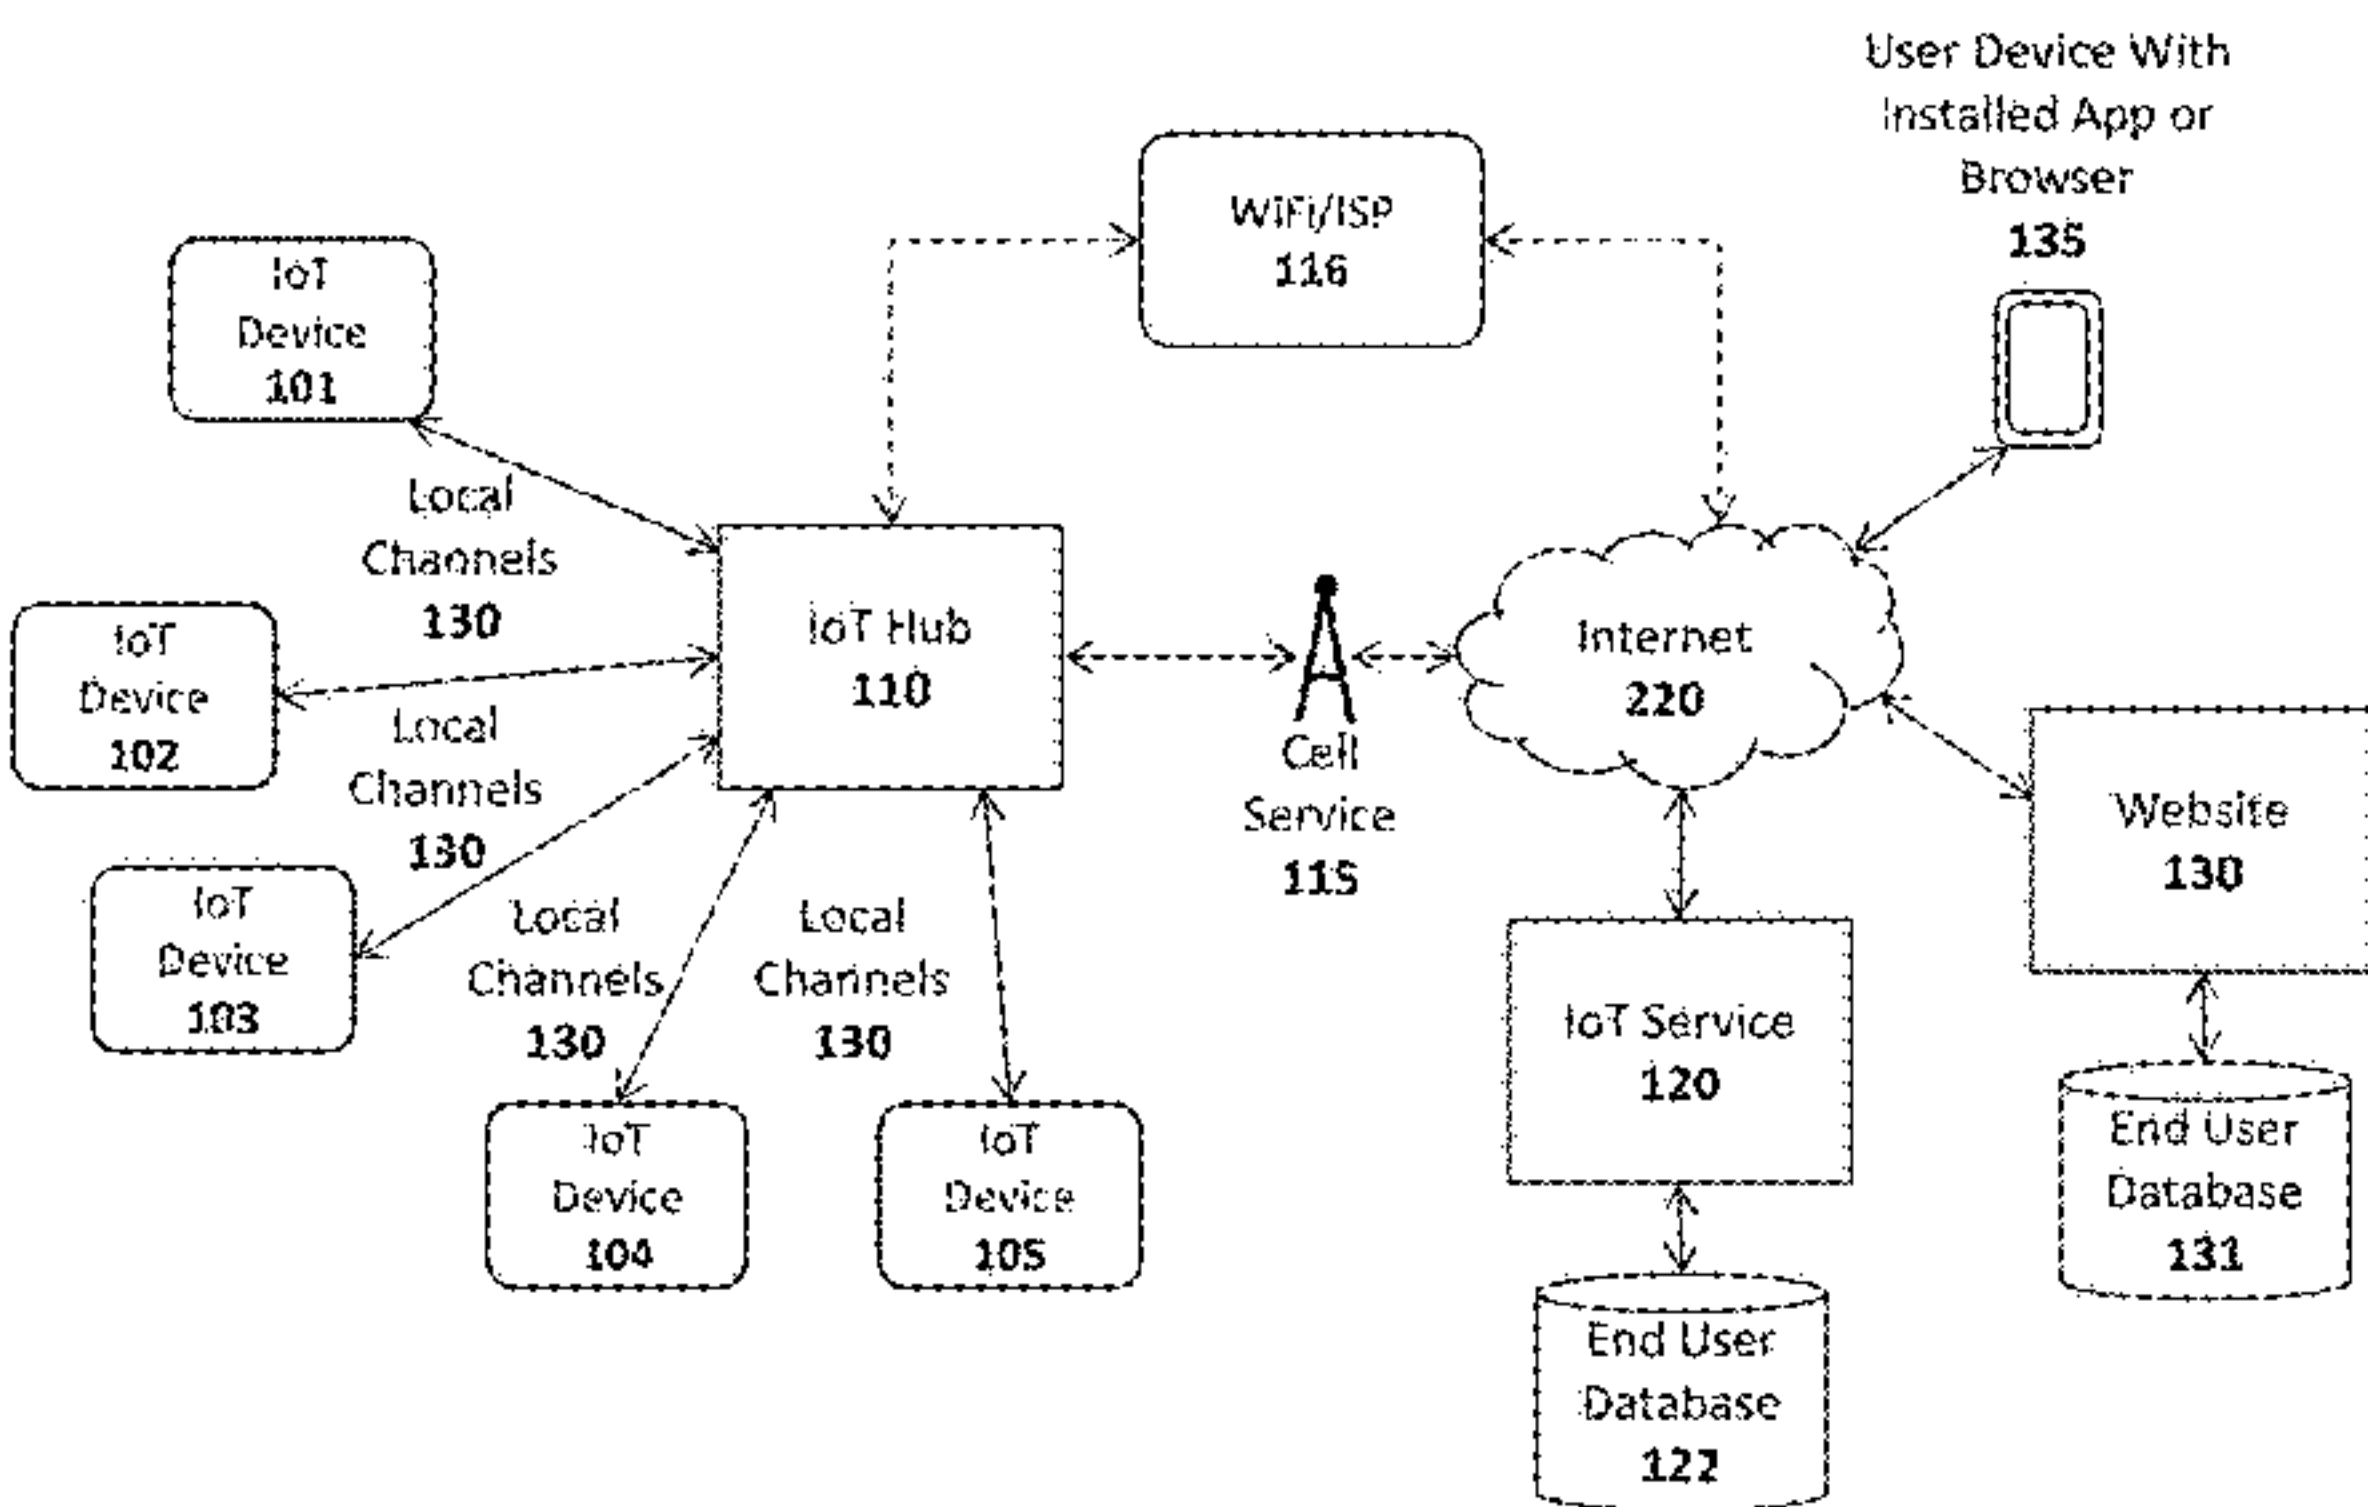 User Device With
Installed App or
Browser
135
WiFi/ISP
116
IoT
Device
101
Local
Channels
130
IoT
Device
102
IoT Hub
110
Internet
220
Local
Channels
130
Cell
Service
115
Website
130
IoT
Device
103
Local
Channels
130
Local
Channels
130
IoT Service
120
IoT
Device
104
IoT
Device
105
End User
Database
131
End User
Database
122